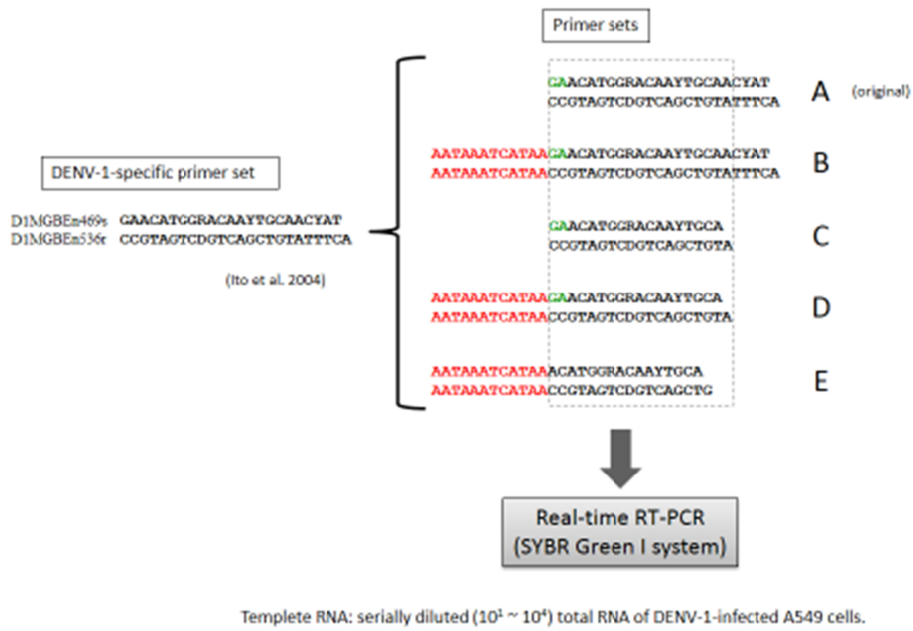 Primer sets
GAACATGGRACAAYTGCAACYAT
CCGTAGTCDGTCAGCTGTATTTCA
A (original)
AATAAATCATAAGAACATGGRACAAYTGCAACYAT
AATAAATCATAACCGTAGTCDGTCAGCTGTATTTCA
B
DENV-1-specific primer set
D1MGBEn469s GAACATGGRACAAYTGCAACYAT
D1MGBEn536r CCGTAGTCDGTCAGCTGTATTTCA
(Ito et al. 2004)
GAACATGGRACAAYTGCA
CCGTAGTCDGTCAGCTGTA
C
AATAAATCATAAGAACATGGRACAAYTGCA
AATAAATCATAACCGTAGTCDGTCAGCTGTA
D
AATAAATCATAAACATGGRACAAYTGCA
AATAAATCATAACCGTAGTCDGTCAGCTG
E
Real-time RT-PCR
(SYBR Green I system)
Templete RNA: serially diluted (10¹ ~ 10⁴) total RNA of DENV-1-infected A549 cells.